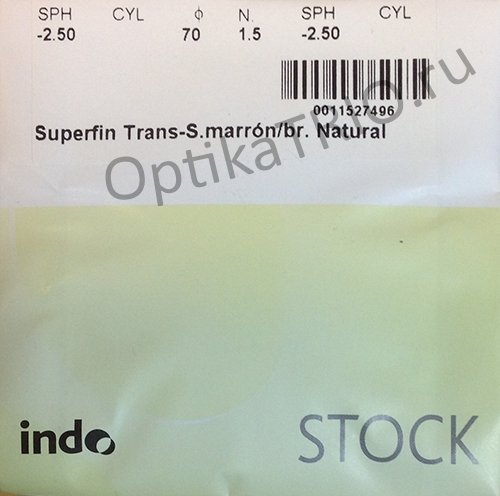 SPH CYL ϕ N. SPH CYL
-2.50 70 1.5 -2.50
0011527496
Superfin Trans-S.marrón/br. Natural
OptikaTRIO.ru
indo STOCK